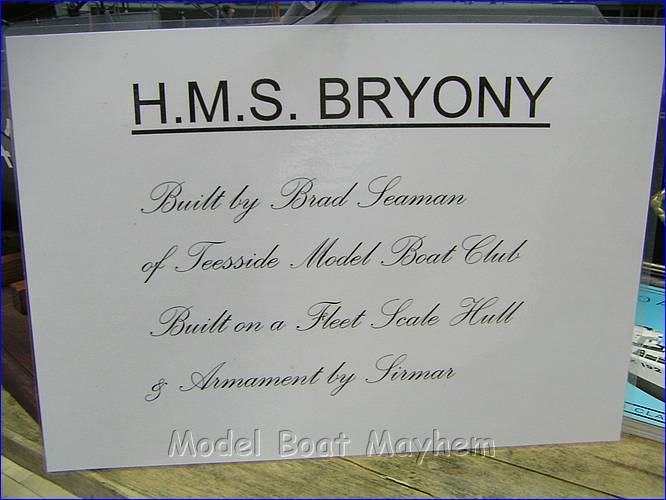 H.M.S. BRYONY
Built by Brad Seaman
of Teesside Model Boat Club
Built on a Fleet Scale Hull
& Armament by Sirmar
Model Boat Mayhem